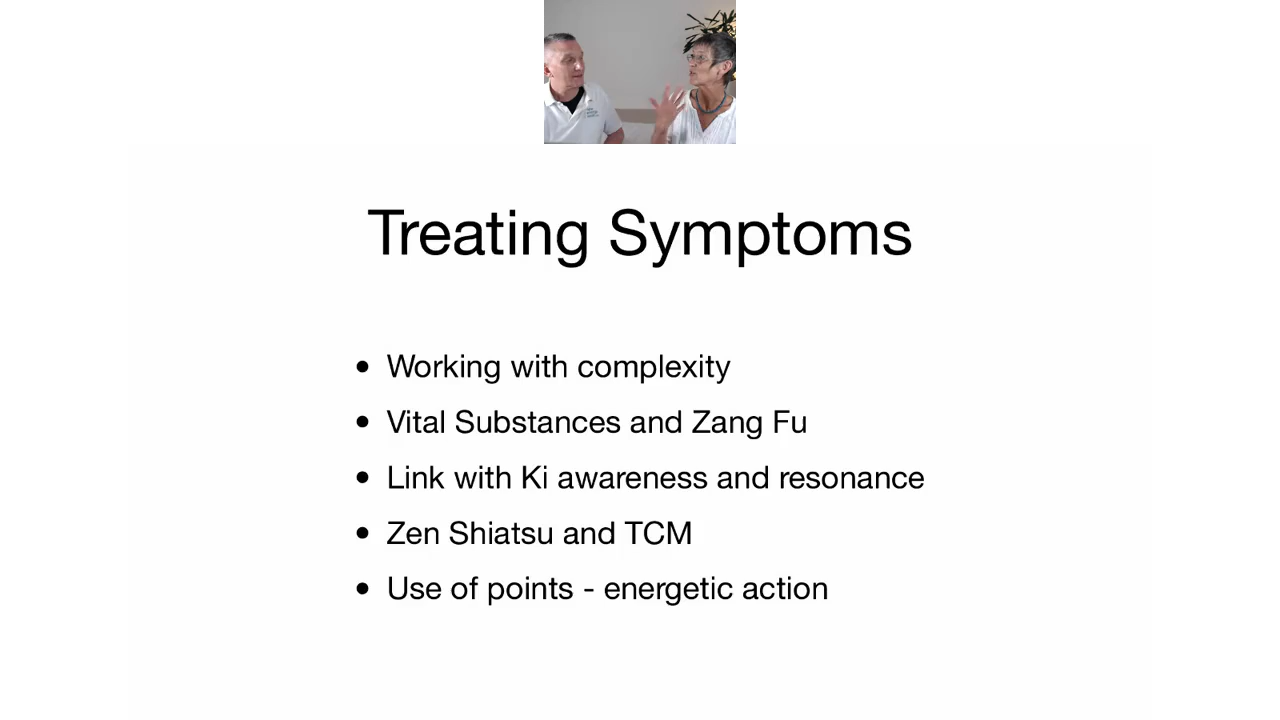 Treating Symptoms
• Working with complexity
• Vital Substances and Zang Fu
• Link with Ki awareness and resonance
• Zen Shiatsu and TCM
• Use of points - energetic action